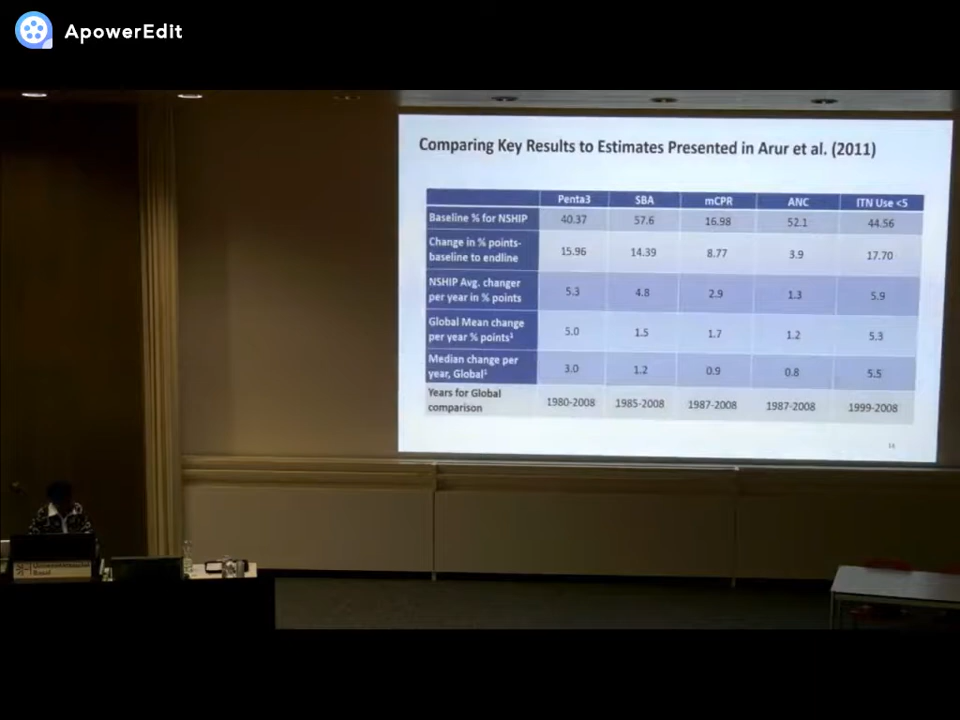 ApowerEdit
Comparing Key Results to Estimates Presented in Arur et al. (2011)
Penta3 SBA mCPR ANC ITN Use <5
Baseline % for NSHIP 40.37 57.6 16.98 52.1 44.56
Change in % points-
baseline to endline 15.96 14.39 8.77 3.9 17.70
NSHIP Avg. changer
per year in % points 5.3 4.8 2.9 1.3 5.9
Global Mean change
per year % points¹ 5.0 1.5 1.7 1.2 5.3
Median change per
year, Global¹ 3.0 1.2 0.9 0.8 5.5
Years for Global
comparison 1980-2008 1985-2008 1987-2008 1987-2008 1999-2008